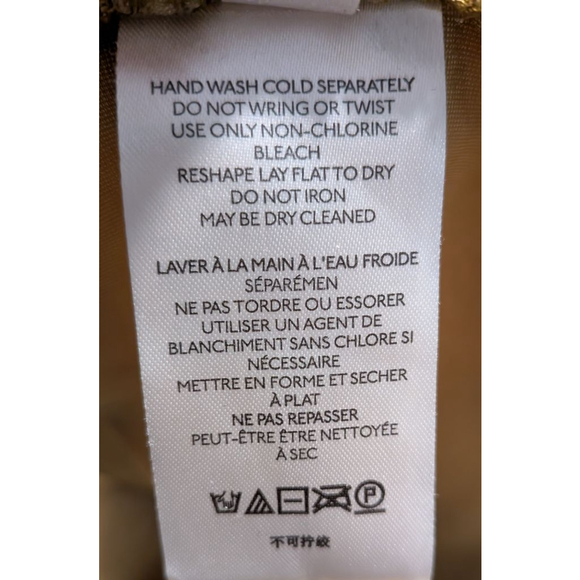 HAND WASH COLD SEPARATELY
DO NOT WRING OR TWIST
USE ONLY NON-CHLORINE
BLEACH
RESHAPE LAY FLAT TO DRY
DO NOT IRON
MAY BE DRY CLEANED
LAVER À LA MAIN À L'EAU FROIDE
SÉPARÉMEN
NE PAS TORDRE OU ESSORER
UTILISER UN AGENT DE
BLANCHIMENT SANS CHLORE SI
NÉCESSAIRE
METTRE EN FORME ET SECHER
À PLAT
NE PAS REPASSER
PEUT-ÊTRE ÊTRE NETTOYÉE
À SEC
P
不可拧绞